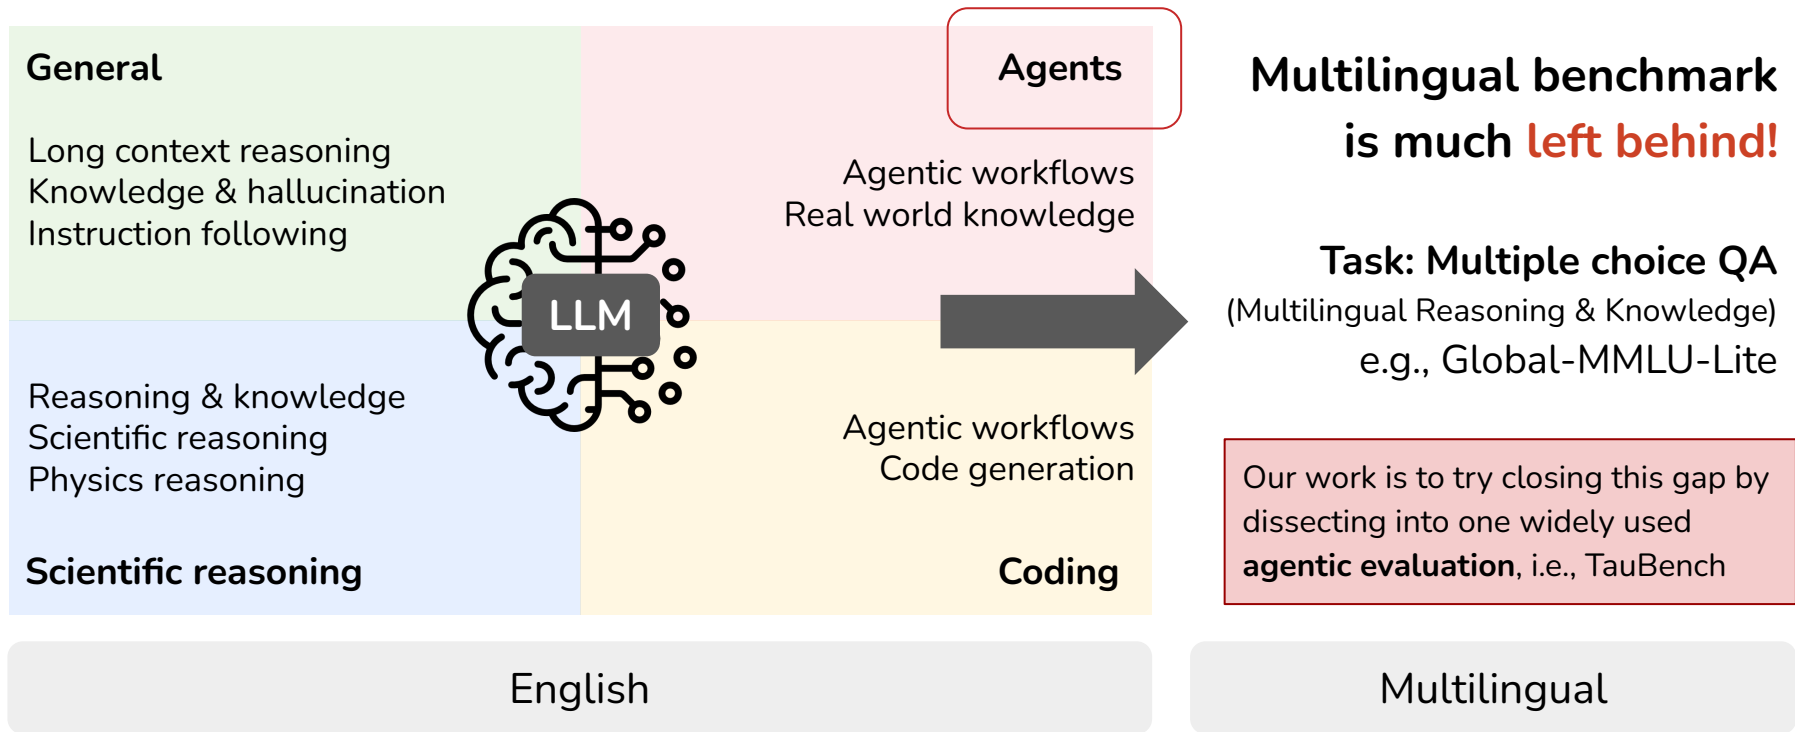 General
Long context reasoning
Knowledge & hallucination
Instruction following
Agents
Agentic workflows
Real world knowledge
LLM
Reasoning & knowledge
Scientific reasoning
Physics reasoning
Scientific reasoning
Agentic workflows
Code generation
Coding
English
Multilingual benchmark
is much left behind!
Task: Multiple choice QA
(Multilingual Reasoning & Knowledge)
e.g., Global-MMLU-Lite
Our work is to try closing this gap by
dissecting into one widely used
agentic evaluation, i.e., TauBench
Multilingual